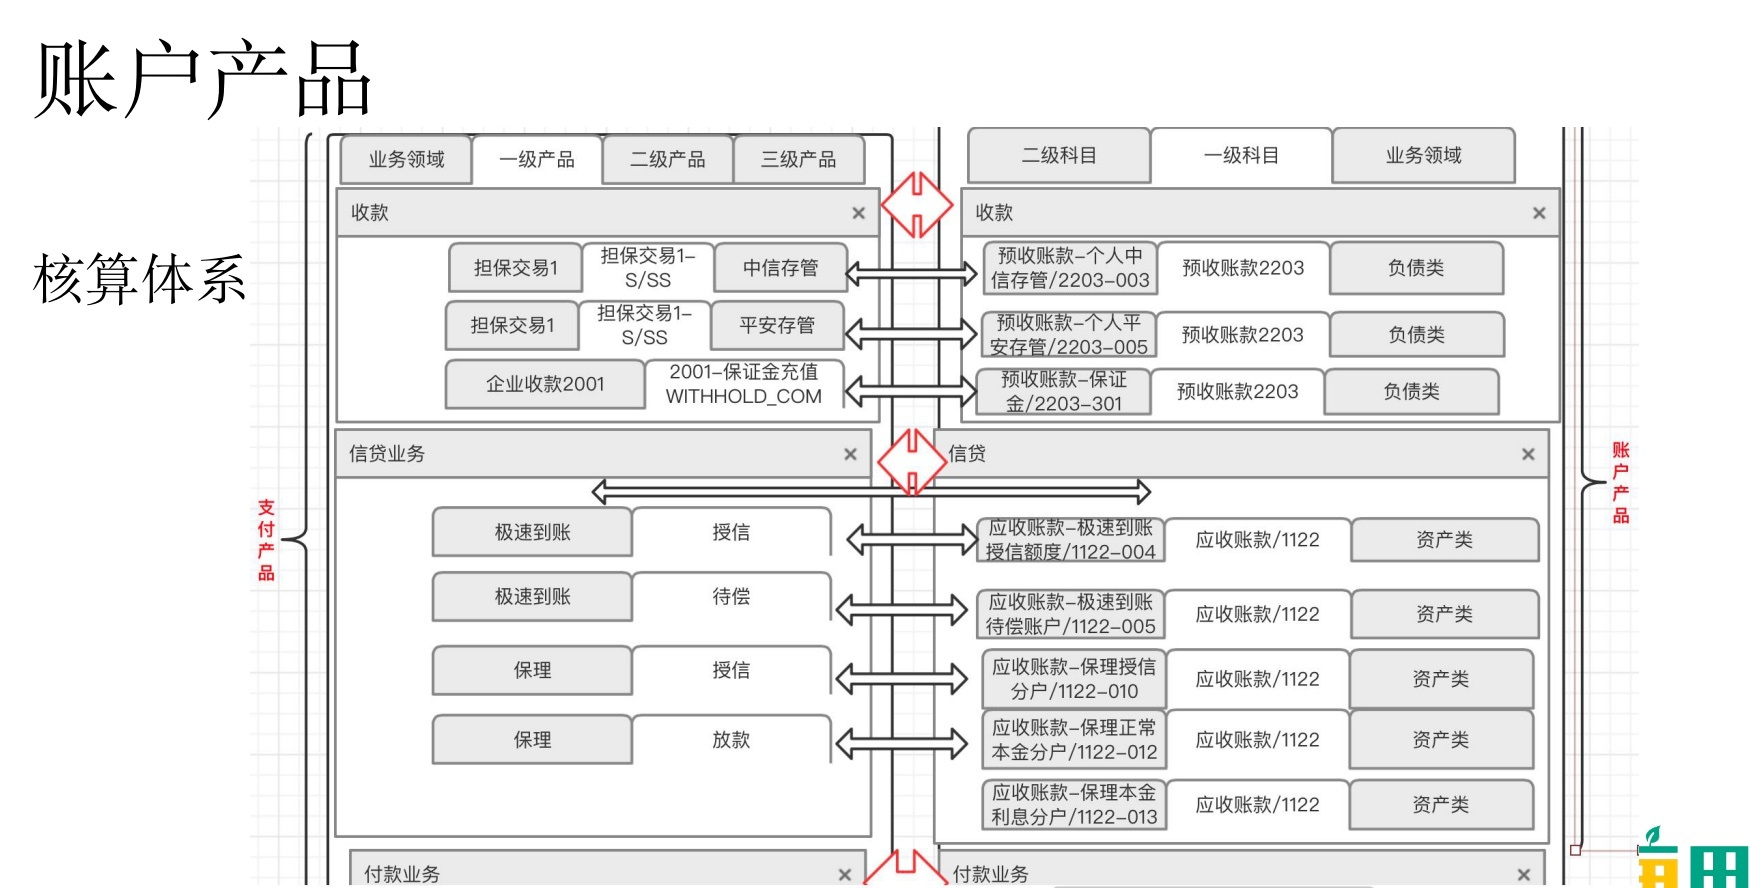 账户产品
核算体系
支付产品
业务领域 一级产品 二级产品 三级产品
收款 ×
担保交易1 担保交易1-
S/SS 中信存管
担保交易1 担保交易1-
S/SS 平安存管
企业收款2001 2001-保证金充值
WITHHOLD_COM
信贷业务 ×
极速到账 授信
极速到账 待偿
保理 授信
保理 放款
付款业务 ×
二级科目 一级科目 业务领域
收款 ×
预收账款-个人中
信存管/2203-003 预收账款2203 负债类
预收账款-个人平
安存管/2203-005 预收账款2203 负债类
预收账款-保证
金/2203-301 预收账款2203 负债类
信贷 ×
应收账款-极速到账
授信额度/1122-004 应收账款/1122 资产类
应收账款-极速到账
待偿账户/1122-005 应收账款/1122 资产类
应收账款-保理授信
分户/1122-010 应收账款/1122 资产类
应收账款-保理正常
本金分户/1122-012 应收账款/1122 资产类
应收账款-保理本金
利息分户/1122-013 应收账款/1122 资产类
付款业务 ×
账户产品